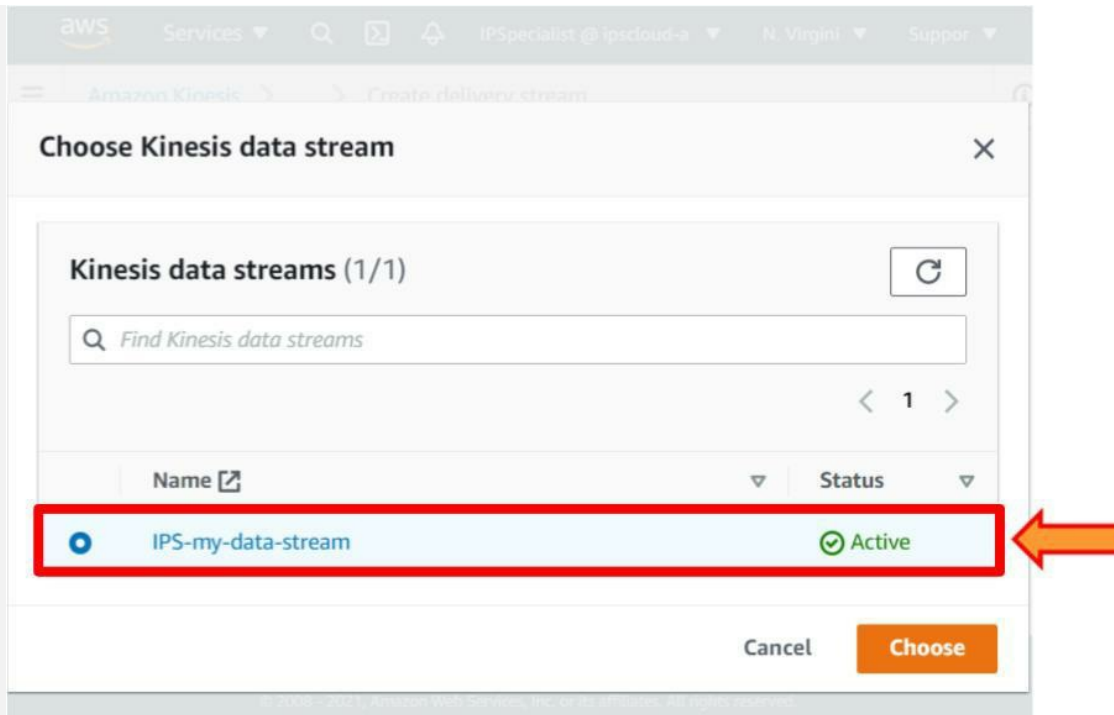 aws Services IPSpecialist @ ipscloud-a N. Virgini Suppor
Amazon Kinesis > > Create delivery stream
Choose Kinesis data stream
Kinesis data streams (1/1)
Find Kinesis data streams
1
Name Status
IPS-my-data-stream Active
Cancel Choose
© 2008 - 2021, Amazon Web Services, Inc. or its affiliates. All rights reserved.